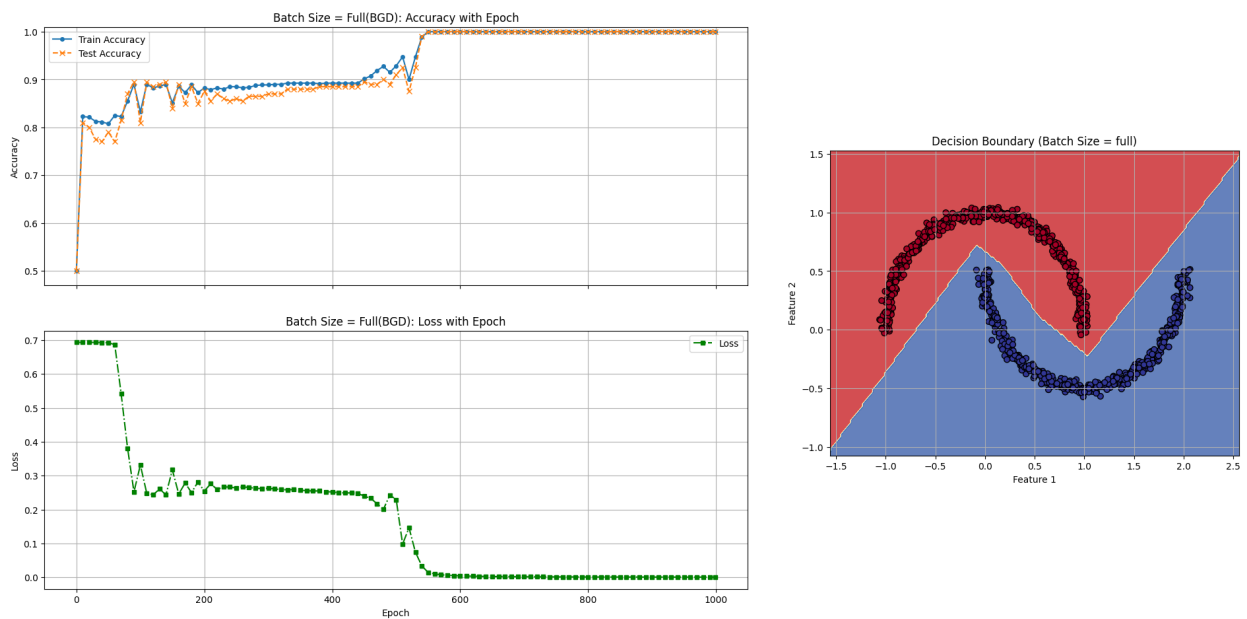 Batch Size = Full(BGD): Accuracy with Epoch
Train Accuracy
Test Accuracy
1.0
0.9
0.8
0.7
0.6
0.5
Accuracy
Batch Size = Full(BGD): Loss with Epoch
Loss
0.7
0.6
0.5
0.4
0.3
0.2
0.1
0.0
Loss
0 200 400 600 800 1000
Epoch
Decision Boundary (Batch Size = full)
1.5
1.0
0.5
0.0
−0.5
−1.0
Feature 2
−1.5 −1.0 −0.5 0.0 0.5 1.0 1.5 2.0 2.5
Feature 1